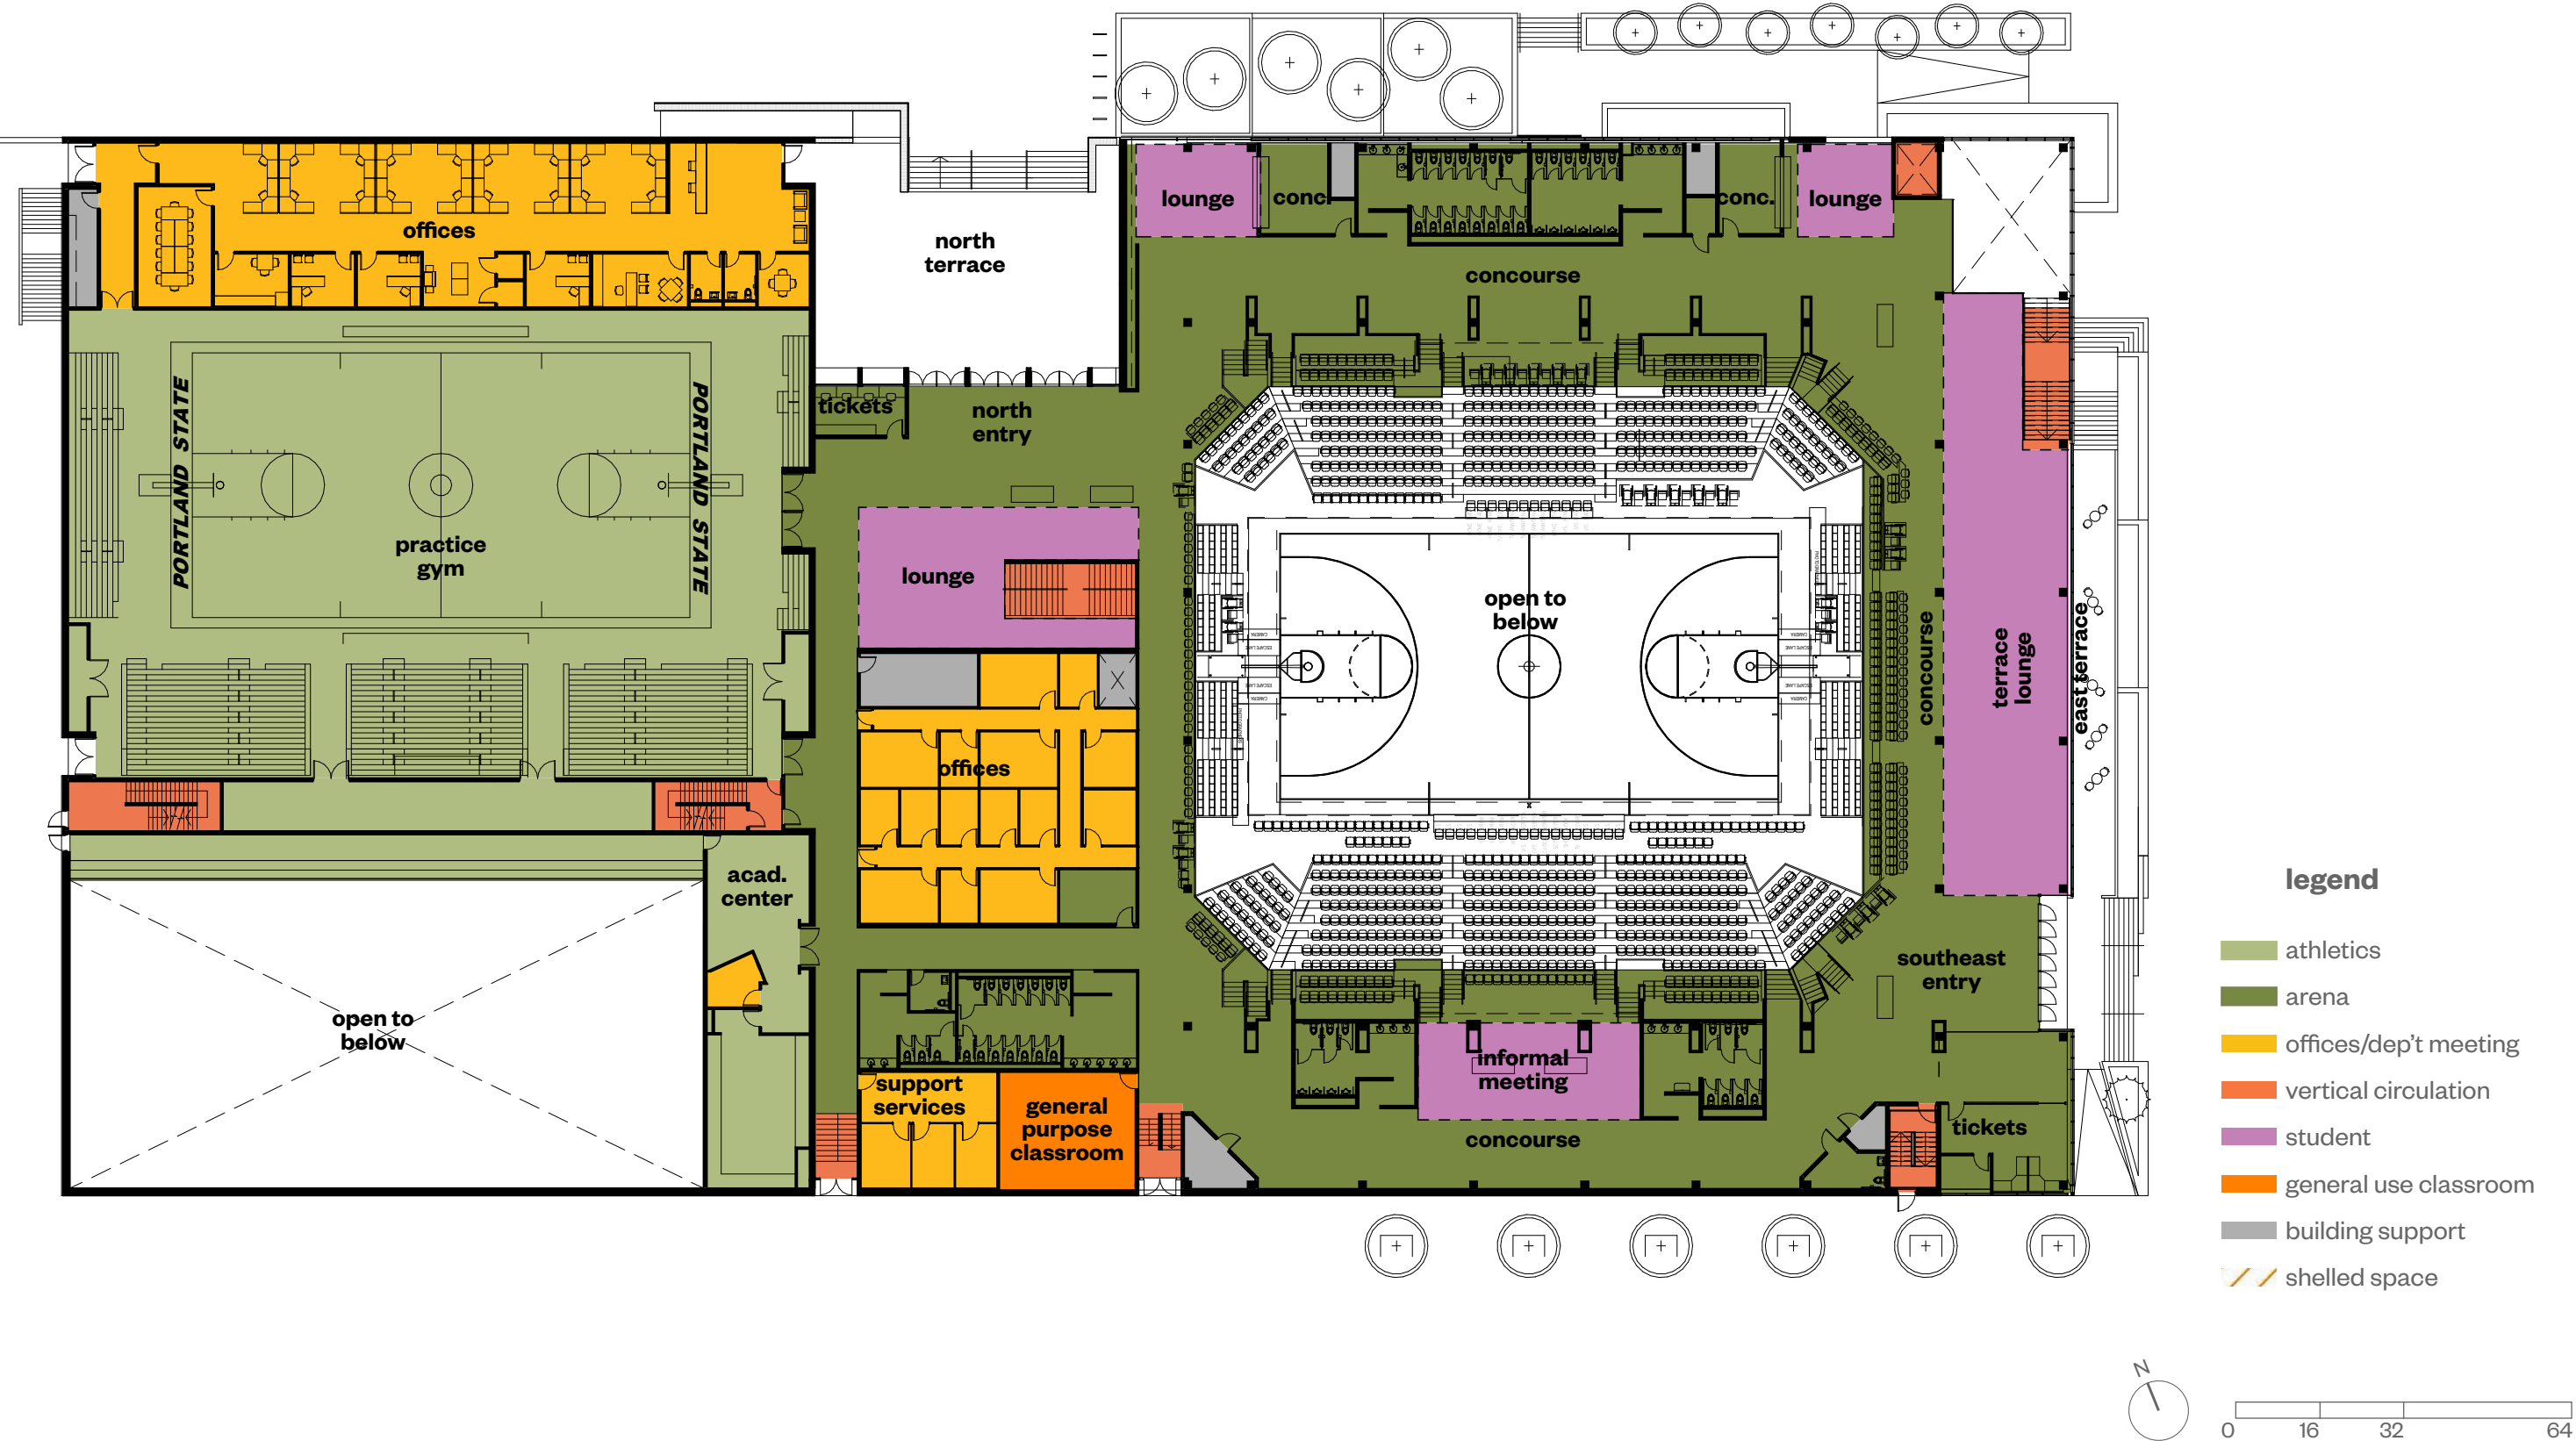 lounge
conc.
conc.
lounge
offices
north
terrace
concourse
PORTLAND STATE
PORTLAND STATE
tickets
north
entry
practice
gym
lounge
open to
below
concourse
terrace
lounge
east terrace
offices
acad.
center
southeast
entry
open to
below
support
services
general
purpose
classroom
informal
meeting
concourse
tickets
legend
athletics
arena
offices/dep't meeting
vertical circulation
student
general use classroom
building support
shelled space
N
0 16 32 64